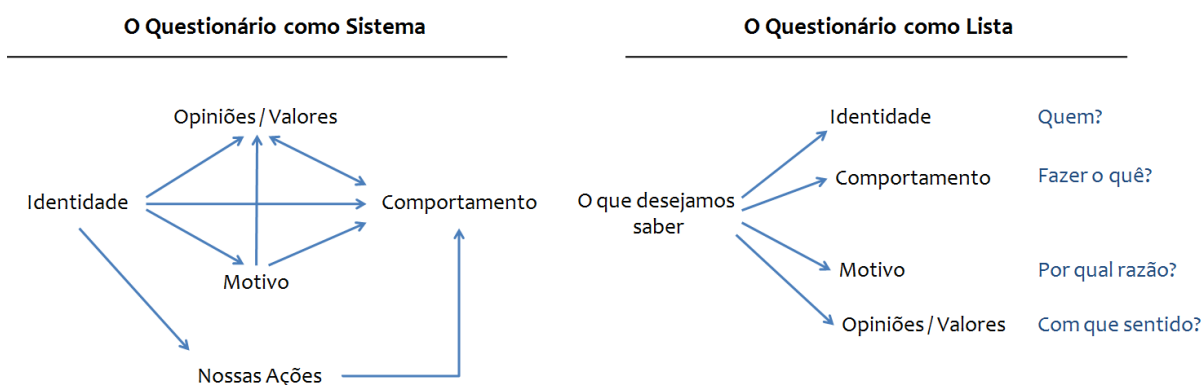 O Questionário como Sistema
Opiniões / Valores
Identidade
Comportamento
Motivo
Nossas Ações
O Questionário como Lista
O que desejamos
saber
Identidade Quem?
Comportamento Fazer o quê?
Motivo Por qual razão?
Opiniões / Valores Com que sentido?